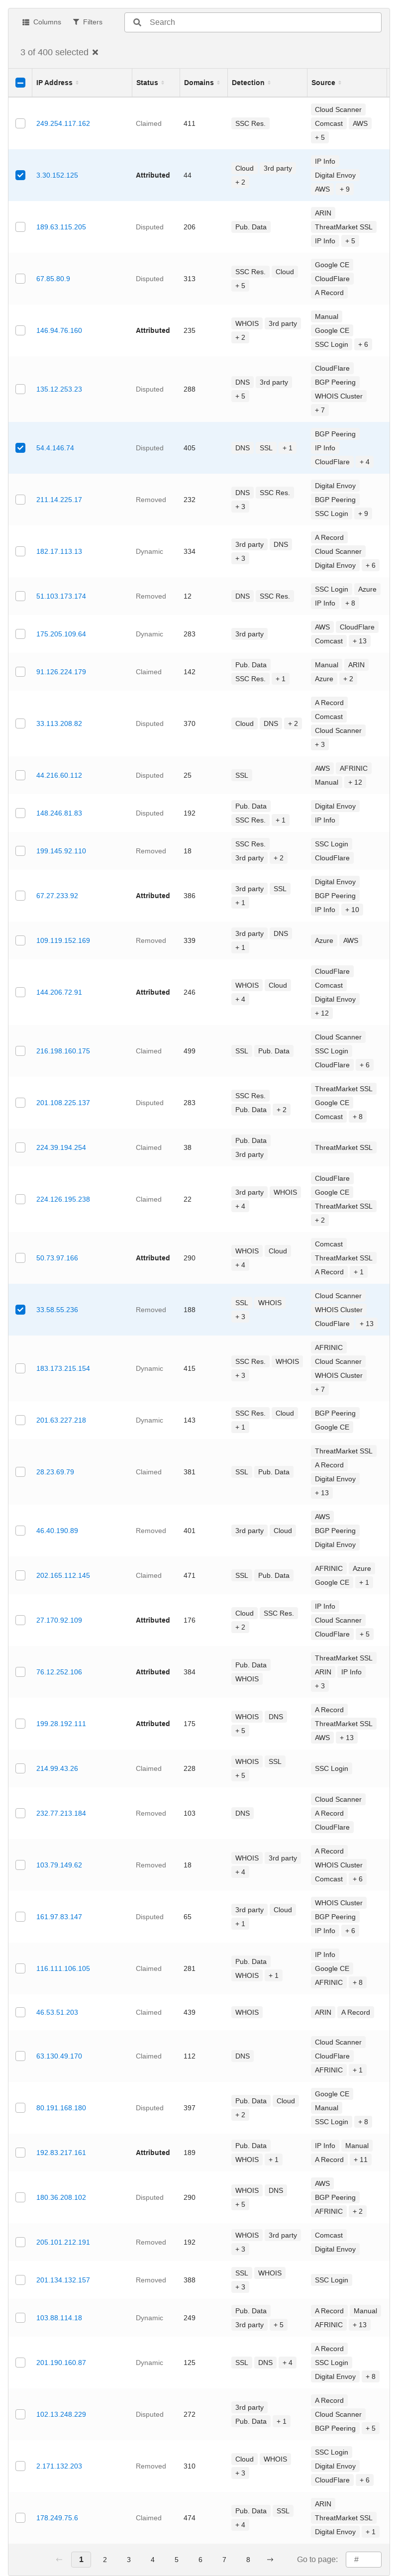 Columns Filters Search
3 of 400 selected
IP Address Status Domains Detection Source
Cloud Scanner
249.254.117.162 Claimed 411 SSC Res. Comcast AWS
+ 5
IP Info
3.30.152.125 Attributed 44 Cloud 3rd party + 2 Digital Envoy
AWS + 9
ARIN
189.63.115.205 Disputed 206 Pub. Data ThreatMarket SSL
IP Info + 5
Google CE
67.85.80.9 Disputed 313 SSC Res. Cloud + 5 CloudFlare
A Record
Manual
146.94.76.160 Attributed 235 WHOIS 3rd party + 2 Google CE
SSC Login + 6
CloudFlare
135.12.253.23 Disputed 288 DNS 3rd party + 5 BGP Peering
WHOIS Cluster
+ 7
BGP Peering
54.4.146.74 Disputed 405 DNS SSL + 1 IP Info
CloudFlare + 4
Digital Envoy
211.14.225.17 Removed 232 DNS SSC Res. + 3 BGP Peering
SSC Login + 9
A Record
182.17.113.13 Dynamic 334 3rd party DNS + 3 Cloud Scanner
Digital Envoy + 6
51.103.173.174 Removed 12 DNS SSC Res. SSC Login Azure
IP Info + 8
175.205.109.64 Dynamic 283 3rd party AWS CloudFlare
Comcast + 13
91.126.224.179 Claimed 142 Pub. Data SSC Res. + 1 Manual ARIN
Azure + 2
A Record
33.113.208.82 Disputed 370 Cloud DNS + 2 Comcast
Cloud Scanner
+ 3
44.216.60.112 Disputed 25 SSL AWS AFRINIC
Manual + 12
148.246.81.83 Disputed 192 Pub. Data SSC Res. + 1 Digital Envoy
IP Info
199.145.92.110 Removed 18 SSC Res. 3rd party + 2 SSC Login
CloudFlare
Digital Envoy
67.27.233.92 Attributed 386 3rd party SSL + 1 BGP Peering
IP Info + 10
109.119.152.169 Removed 339 3rd party DNS + 1 Azure AWS
CloudFlare
144.206.72.91 Attributed 246 WHOIS Cloud + 4 Comcast
Digital Envoy
+ 12
Cloud Scanner
216.198.160.175 Claimed 499 SSL Pub. Data SSC Login
CloudFlare + 6
ThreatMarket SSL
201.108.225.137 Disputed 283 SSC Res. Pub. Data + 2 Google CE
Comcast + 8
224.39.194.254 Claimed 38 Pub. Data 3rd party ThreatMarket SSL
CloudFlare
224.126.195.238 Claimed 22 3rd party WHOIS + 4 Google CE
ThreatMarket SSL
+ 2
Comcast
50.73.97.166 Attributed 290 WHOIS Cloud + 4 ThreatMarket SSL
A Record + 1
Cloud Scanner
33.58.55.236 Removed 188 SSL WHOIS + 3 WHOIS Cluster
CloudFlare + 13
AFRINIC
183.173.215.154 Dynamic 415 SSC Res. WHOIS + 3 Cloud Scanner
WHOIS Cluster
+ 7
201.63.227.218 Dynamic 143 SSC Res. Cloud + 1 BGP Peering
Google CE
ThreatMarket SSL
28.23.69.79 Claimed 381 SSL Pub. Data A Record
Digital Envoy
+ 13
AWS
46.40.190.89 Removed 401 3rd party Cloud BGP Peering
Digital Envoy
202.165.112.145 Claimed 471 SSL Pub. Data AFRINIC Azure
Google CE + 1
IP Info
27.170.92.109 Attributed 176 Cloud SSC Res. + 2 Cloud Scanner
CloudFlare + 5
ThreatMarket SSL
76.12.252.106 Attributed 384 Pub. Data WHOIS ARIN IP Info
+ 3
A Record
199.28.192.111 Attributed 175 WHOIS DNS + 5 ThreatMarket SSL
AWS + 13
214.99.43.26 Claimed 228 WHOIS SSL + 5 SSC Login
Cloud Scanner
232.77.213.184 Removed 103 DNS A Record
CloudFlare
A Record
103.79.149.62 Removed 18 WHOIS 3rd party + 4 WHOIS Cluster
Comcast + 6
WHOIS Cluster
161.97.83.147 Disputed 65 3rd party Cloud + 1 BGP Peering
IP Info + 6
IP Info
116.111.106.105 Claimed 281 Pub. Data WHOIS + 1 Google CE
AFRINIC + 8
46.53.51.203 Claimed 439 WHOIS ARIN A Record
Cloud Scanner
63.130.49.170 Claimed 112 DNS CloudFlare
AFRINIC + 1
Google CE
80.191.168.180 Disputed 397 Pub. Data Cloud + 2 Manual
SSC Login + 8
192.83.217.161 Attributed 189 Pub. Data WHOIS + 1 IP Info Manual
A Record + 11
AWS
180.36.208.102 Disputed 290 WHOIS DNS + 5 BGP Peering
AFRINIC + 2
205.101.212.191 Removed 192 WHOIS 3rd party + 3 Comcast
Digital Envoy
201.134.132.157 Removed 388 SSL WHOIS + 3 SSC Login
103.88.114.18 Dynamic 249 Pub. Data 3rd party + 5 A Record Manual
AFRINIC + 13
A Record
201.190.160.87 Dynamic 125 SSL DNS + 4 SSC Login
Digital Envoy + 8
A Record
102.13.248.229 Disputed 272 3rd party Pub. Data + 1 Cloud Scanner
BGP Peering + 5
SSC Login
2.171.132.203 Removed 310 Cloud WHOIS + 3 Digital Envoy
CloudFlare + 6
ARIN
178.249.75.6 Claimed 474 Pub. Data SSL + 4 ThreatMarket SSL
Digital Envoy + 1
1 2 3 4 5 6 7 8 Go to page: #